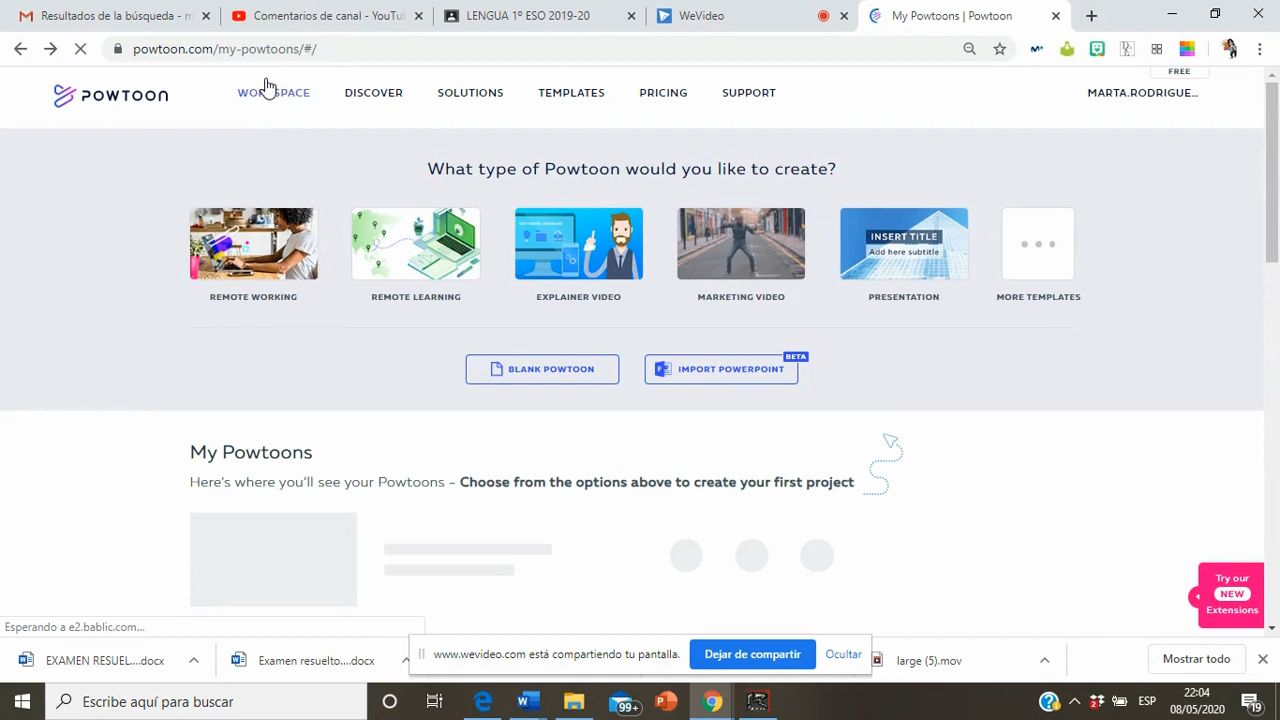 Resultados de la búsqueda - m
Comentarios de canal - YouTu
LENGUA 1º ESO 2019-20
WeVideo
My Powtoons | Powtoon
powtoon.com/my-powtoons/#/
FREE
POWTOON
WORKSPACE
DISCOVER
SOLUTIONS
TEMPLATES
PRICING
SUPPORT
MARTA.RODRIGUE...
What type of Powtoon would you like to create?
INSERT TITLE
Add here subtitle
REMOTE WORKING
REMOTE LEARNING
EXPLAINER VIDEO
MARKETING VIDEO
PRESENTATION
MORE TEMPLATES
BLANK POWTOON
IMPORT POWERPOINT
BETA
My Powtoons
Here's where you'll see your Powtoons - Choose from the options above to create your first project
Try our
NEW
Extensions
Esperando a e2.bablic.com...
EXAMEN RESUEL....docx
Examen resuelto....docx
www.wevideo.com está compartiendo tu pantalla.
Dejar de compartir
Ocultar
large (5).mov
Mostrar todo
Escribe aquí para buscar
99+
ESP
22:04
08/05/2020
19